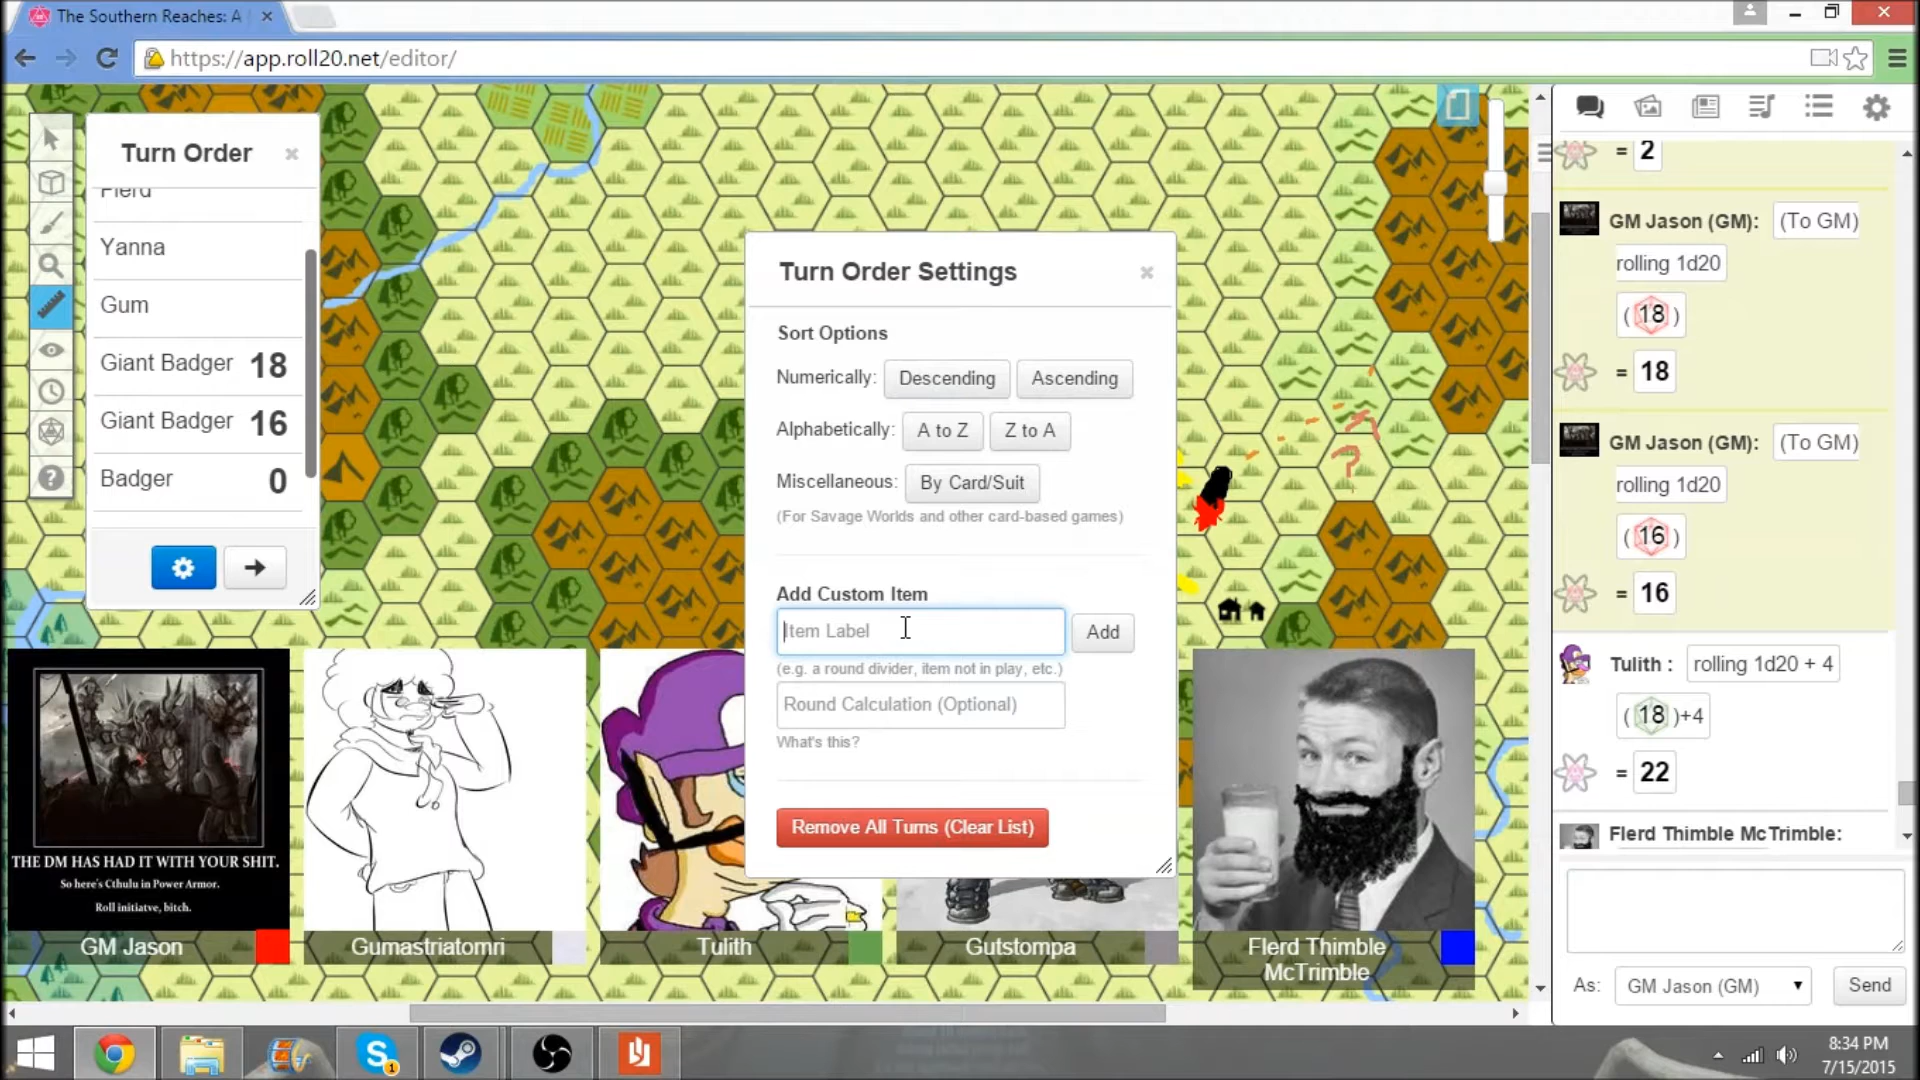 The Southern Reaches: A
https://app.roll20.net/editor/
Turn Order
Flerd
Yanna
Gum
Giant Badger 18
Giant Badger 16
Badger 0
Turn Order Settings
Sort Options
Numerically: Descending Ascending
Alphabetically: A to Z Z to A
Miscellaneous: By Card/Suit
(For Savage Worlds and other card-based games)
Add Custom Item
Item Label Add
(e.g. a round divider, item not in play, etc.)
Round Calculation (Optional)
What's this?
Remove All Turns (Clear List)
= 2
GM Jason (GM): (To GM)
rolling 1d20
(18)
= 18
GM Jason (GM): (To GM)
rolling 1d20
(16)
= 16
Tulith : rolling 1d20 + 4
(18)+4
= 22
Flerd Thimble McTrimble:
As: GM Jason (GM) Send
THE DM HAS HAD IT WITH YOUR SHIT.
So here's Cthulu in Power Armor.
Roll initiatve, bitch.
GM Jason
Gumastriatomri
Tulith
Gutstompa
Flerd Thimble
McTrimble
8:34 PM
7/15/2015